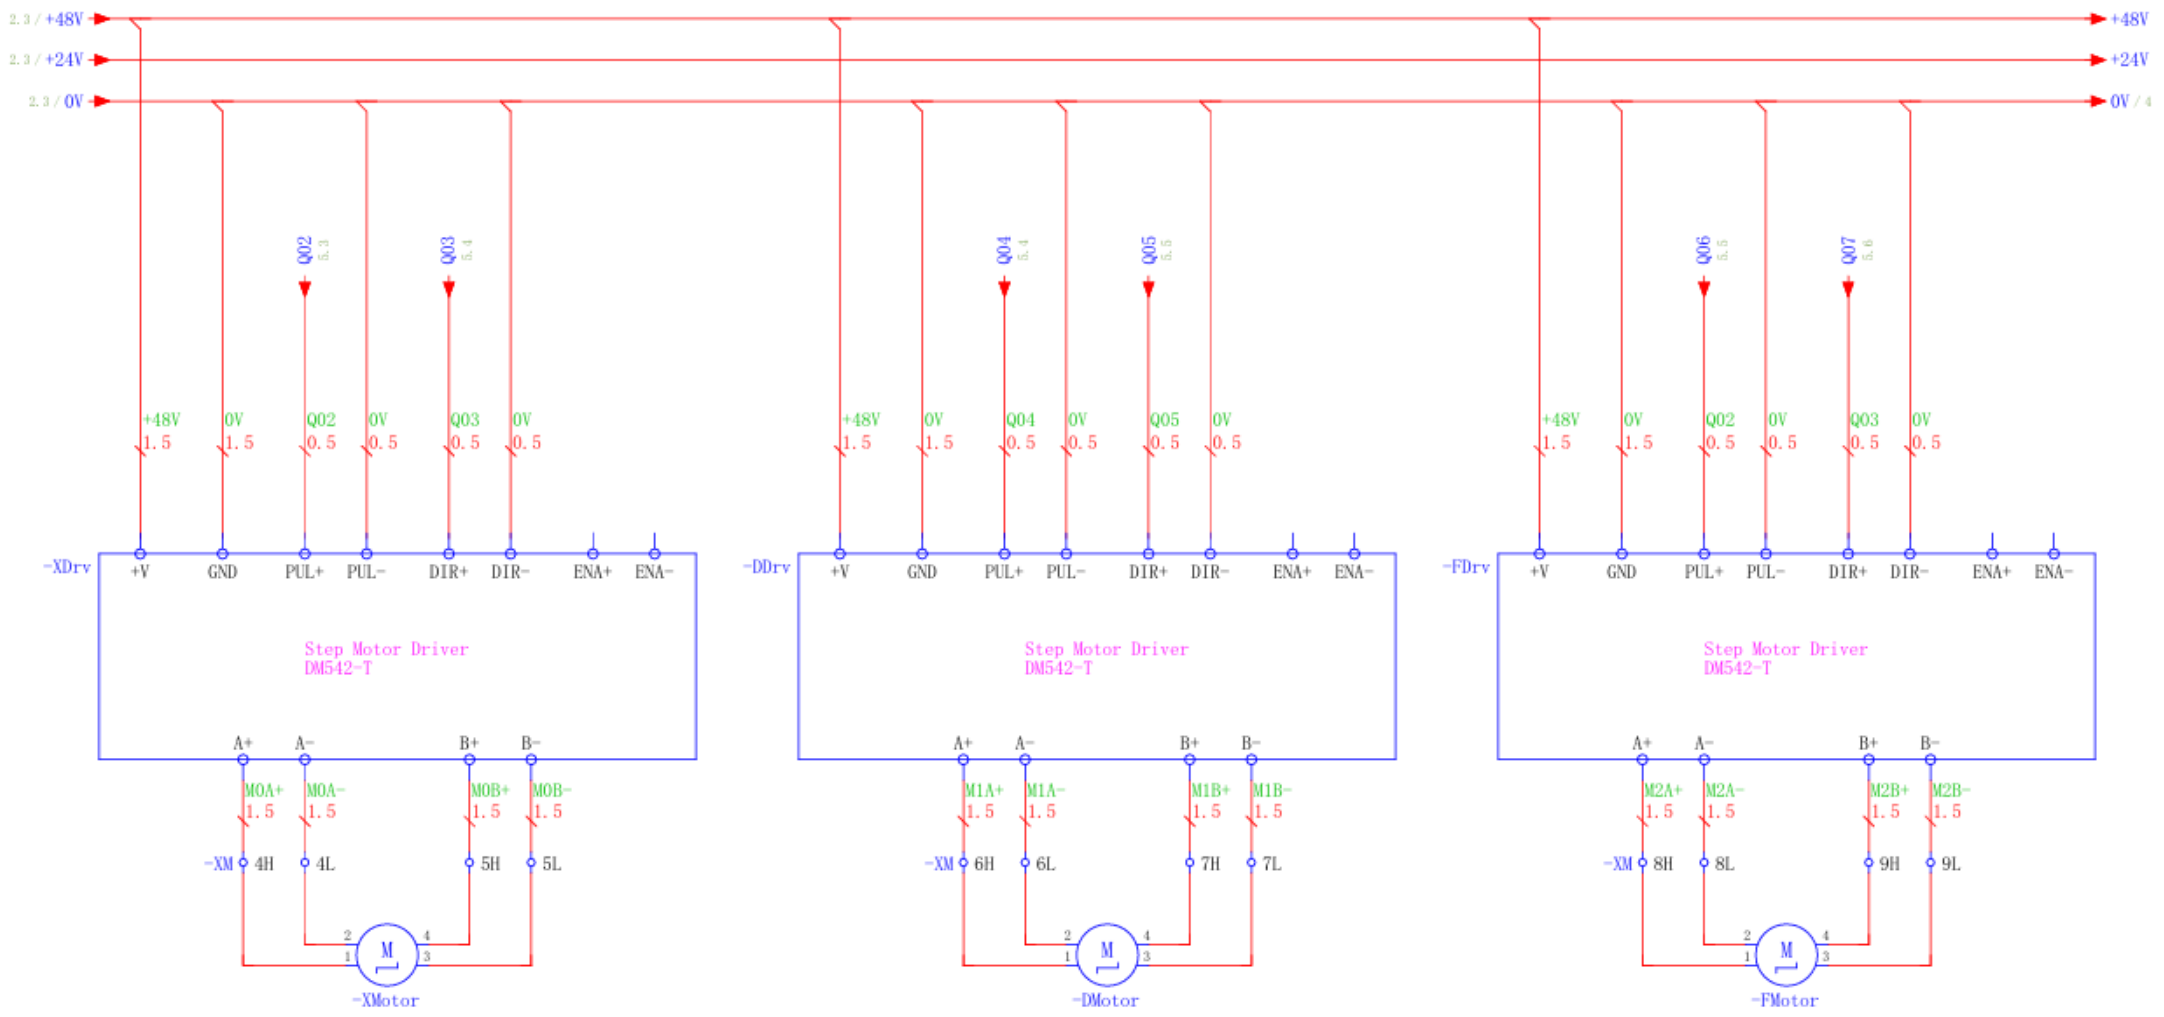 2.3 / +48V
+48V
2.3 / +24V
+24V
2.3 / 0V
0V / 4
Q02
5.3
Q03
5.4
Q04
5.4
Q05
5.5
Q06
5.5
Q07
5.6
+48V 0V Q02 0V Q03 0V
1.5 1.5 0.5 0.5 0.5 0.5
+48V 0V Q04 0V Q05 0V
1.5 1.5 0.5 0.5 0.5 0.5
+48V 0V Q02 0V Q03 0V
1.5 1.5 0.5 0.5 0.5 0.5
-XDrv
+V GND PUL+ PUL- DIR+ DIR- ENA+ ENA-
-DDrv
+V GND PUL+ PUL- DIR+ DIR- ENA+ ENA-
-FDrv
+V GND PUL+ PUL- DIR+ DIR- ENA+ ENA-
Step Motor Driver
DM542-T
Step Motor Driver
DM542-T
Step Motor Driver
DM542-T
A+ A- B+ B-
A+ A- B+ B-
A+ A- B+ B-
M0A+ M0A- M0B+ M0B-
1.5 1.5 1.5 1.5
M1A+ M1A- M1B+ M1B-
1.5 1.5 1.5 1.5
M2A+ M2A- M2B+ M2B-
1.5 1.5 1.5 1.5
-XM 4H 4L 5H 5L
-XM 6H 6L 7H 7L
-XM 8H 8L 9H 9L
2 4
M
1 3
-XMotor
2 4
M
1 3
-DMotor
2 4
M
1 3
-FMotor